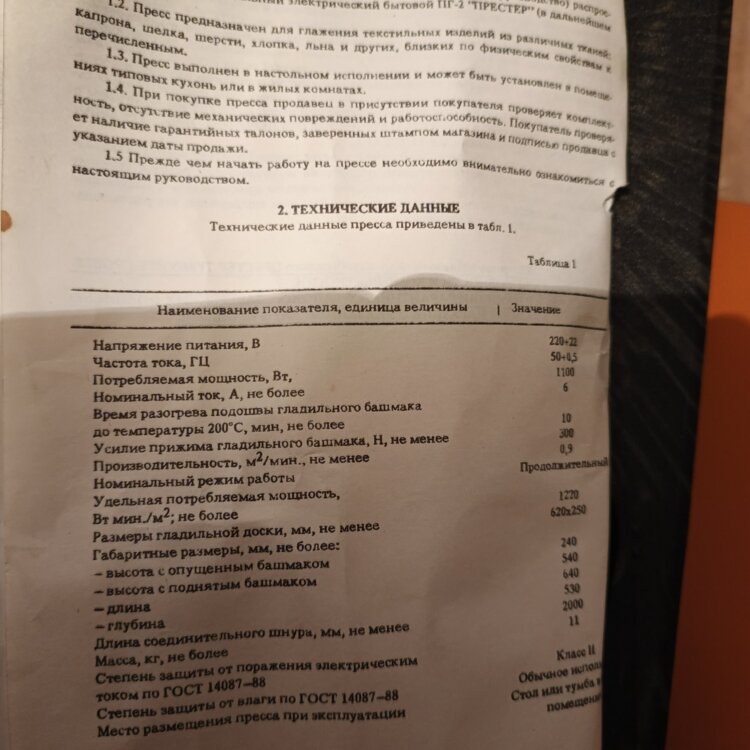 электрический бытовой ПГ-2 "ПРЕСТЕР" (в дальнейшем
1.2. Пресс предназначен для глажения текстильных изделий из различных тканей:
капрона, шелка, шерсти, хлопка, льна и других, близких по физическим свойствам к
перечисленным.
1.3. Пресс выполнен в настольном исполнении и может быть установлен в помеще-
ниях типовых кухонь или в жилых комнатах.
1.4. При покупке пресса продавец в присутствии покупателя проверяет комплект-
ность, отсутствие механических повреждений и работоспособность. Покупатель проверя-
ет наличие гарантийных талонов, заверенных штампом магазина и подписью продавца с
указанием даты продажи.
1.5 Прежде чем начать работу на прессе необходимо внимательно ознакомиться с
настоящим руководством.
2. ТЕХНИЧЕСКИЕ ДАННЫЕ
Технические данные пресса приведены в табл. 1.
Таблица 1
Наименование показателя, единица величины | Значение
Напряжение питания, В 220+22
Частота тока, ГЦ 50+0,5
Потребляемая мощность, Вт, 1100
Номинальный ток, А, не более 6
Время разогрева подошвы гладильного башмака
до температуры 200°С, мин, не более 10
Усилие прижима гладильного башмака, Н, не менее 300
Производительность, м²/мин., не менее 0,9
Номинальный режим работы Продолжительный
Удельная потребляемая мощность,
Вт мин./м²; не более 1220
Размеры гладильной доски, мм, не менее 620х250
Габаритные размеры, мм, не более:
– высота с опущенным башмаком 240
– высота с поднятым башмаком 540
– длина 640
– глубина 530
Длина соединительного шнура, мм, не менее 2000
Масса, кг, не более 11
Степень защиты от поражения электрическим
током по ГОСТ 14087–88 Класс II
Степень защиты от влаги по ГОСТ 14087–88 Обычное испол
Место размещения пресса при эксплуатации Стол или тумба в
помещение